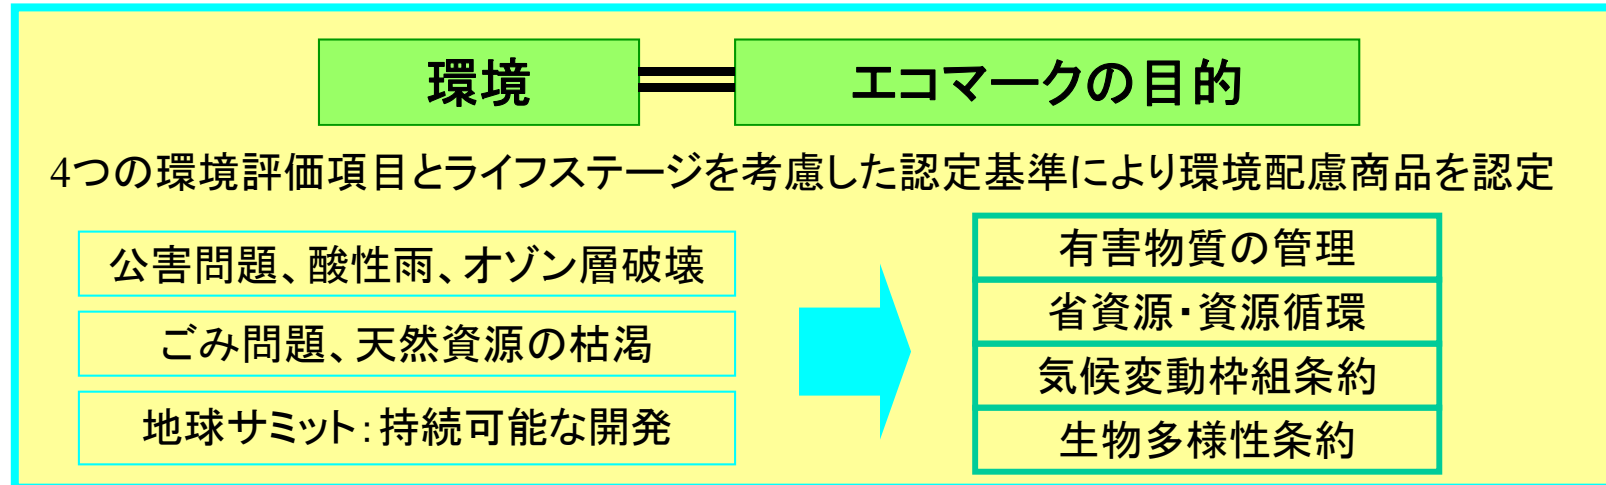 環境
エコマークの目的
4つの環境評価項目とライフステージを考慮した認定基準により環境配慮商品を認定
公害問題、酸性雨、オゾン層破壊
ごみ問題、天然資源の枯渇
地球サミット:持続可能な開発
有害物質の管理
省資源・資源循環
気候変動枠組条約
生物多様性条約